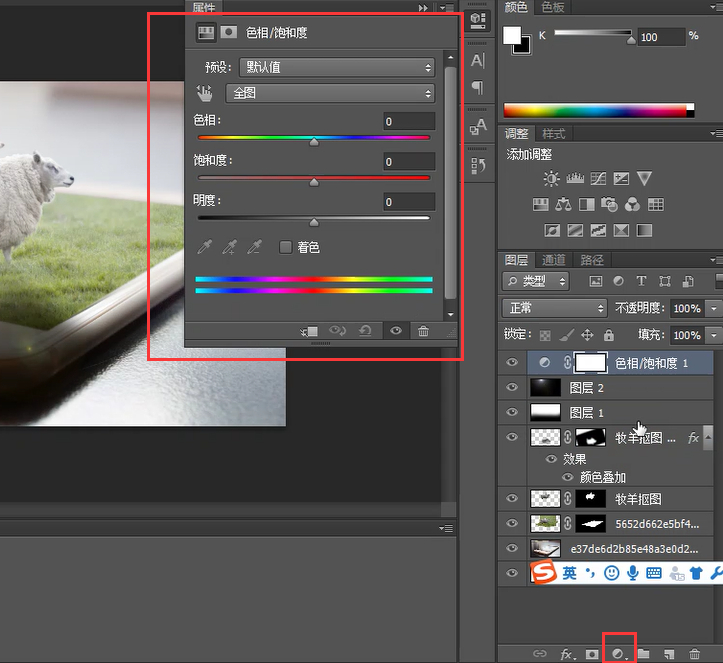 属性
色相/饱和度
预设: 默认值
全图
色相: 0
饱和度: 0
明度: 0
着色
颜色 色板
K 100 %
A
调整 样式
添加调整
图层 通道 路径
类型
T
正常 不透明度: 100%
锁定: 填充: 100%
色相/饱和度 1
图层 2
图层 1
牧羊抠图 ... fx
效果
颜色叠加
牧羊抠图
5652d662e5bf4...
e37de6d2b85e48a3e0d2...
S 英
fx